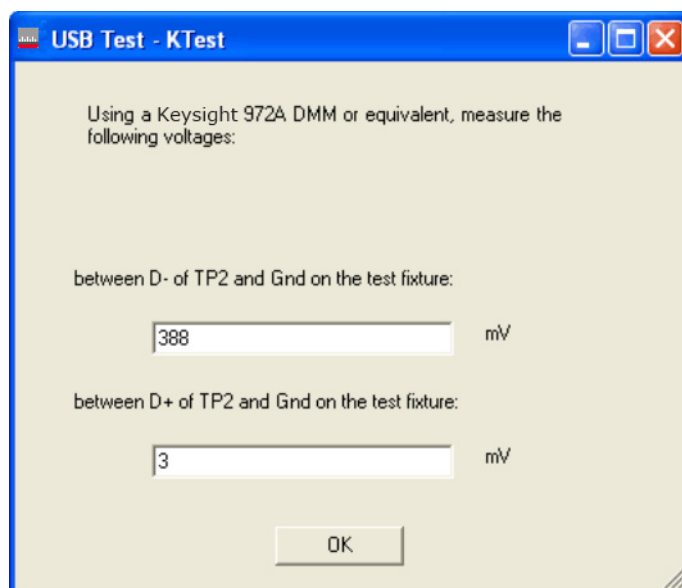 USB Test - KTest
Using a Keysight 972A DMM or equivalent, measure the
following voltages:
between D- of TP2 and Gnd on the test fixture:
388 mV
between D+ of TP2 and Gnd on the test fixture:
3 mV
OK